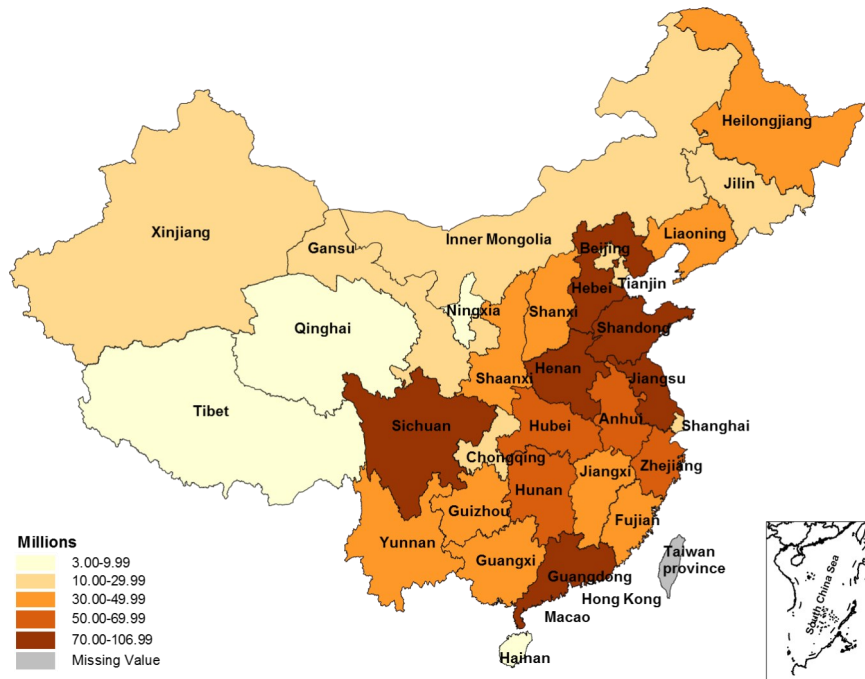 Heilongjiang
Jilin
Xinjiang
Gansu
Inner Mongolia
Liaoning
Beijing
Tianjin
Hebei
Ningxia
Shanxi
Qinghai
Shandong
Henan
Shaanxi
Jiangsu
Tibet
Sichuan
Hubei
Anhui
Shanghai
Chongqing
Zhejiang
Jiangxi
Hunan
Guizhou
Fujian
Yunnan
Guangxi
Taiwan
province
Guangdong
Hong Kong
Macao
Hainan
Millions
3.00-9.99
10.00-29.99
30.00-49.99
50.00-69.99
70.00-106.99
Missing Value
South China Sea